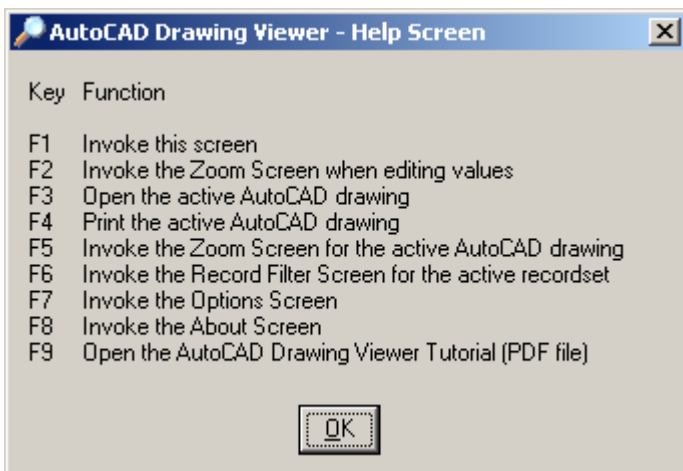 AutoCAD Drawing Viewer - Help Screen
Key Function
F1 Invoke this screen
F2 Invoke the Zoom Screen when editing values
F3 Open the active AutoCAD drawing
F4 Print the active AutoCAD drawing
F5 Invoke the Zoom Screen for the active AutoCAD drawing
F6 Invoke the Record Filter Screen for the active recordset
F7 Invoke the Options Screen
F8 Invoke the About Screen
F9 Open the AutoCAD Drawing Viewer Tutorial (PDF file)
OK